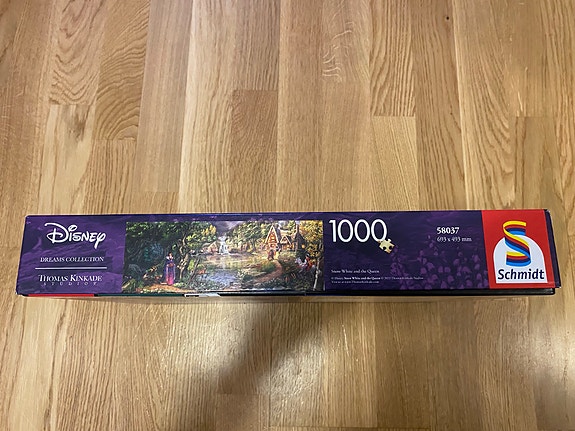 Disney
DREAMS COLLECTION
THOMAS KINKADE
STUDIOS
1000
Snow White and the Queen
58037
693 x 493 mm
Schmidt